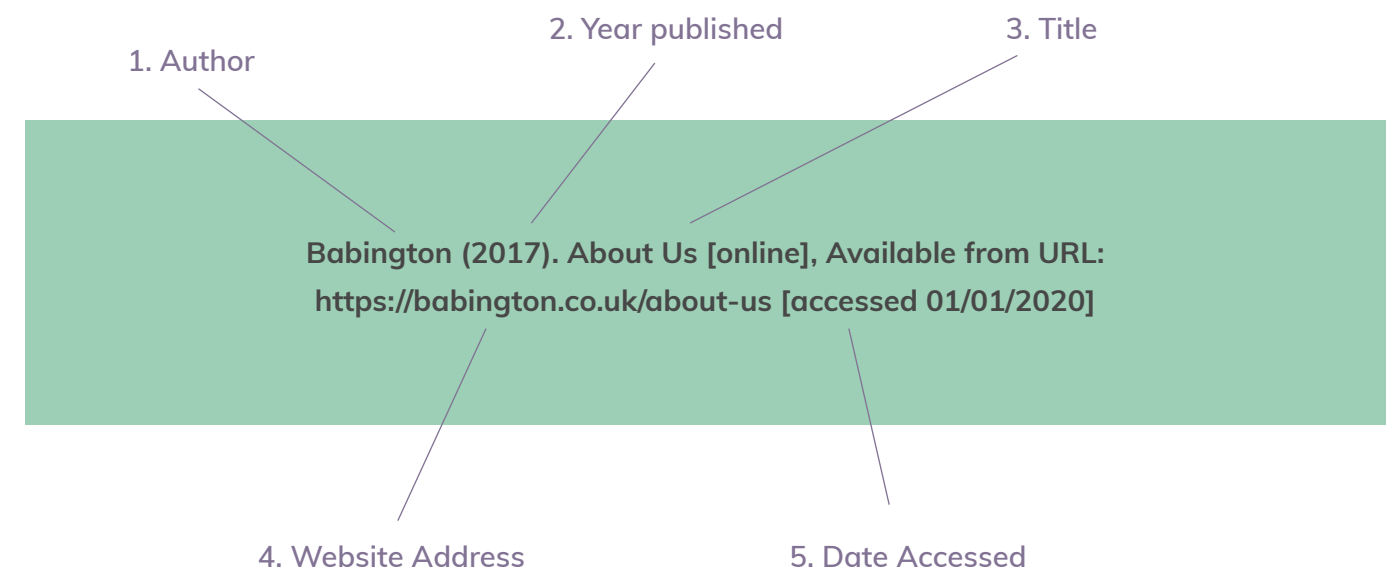 1. Author
2. Year published
3. Title
Babington (2017). About Us [online], Available from URL:
https://babington.co.uk/about-us [accessed 01/01/2020]
4. Website Address
5. Date Accessed